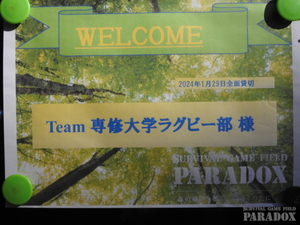 WELCOME
2024年1月23日全面貸切
Team 専修大学ラグビー部 様
SURVIVAL GAME FIELD
PARADOX
SURVIVAL GAME FIELD
PARADOX